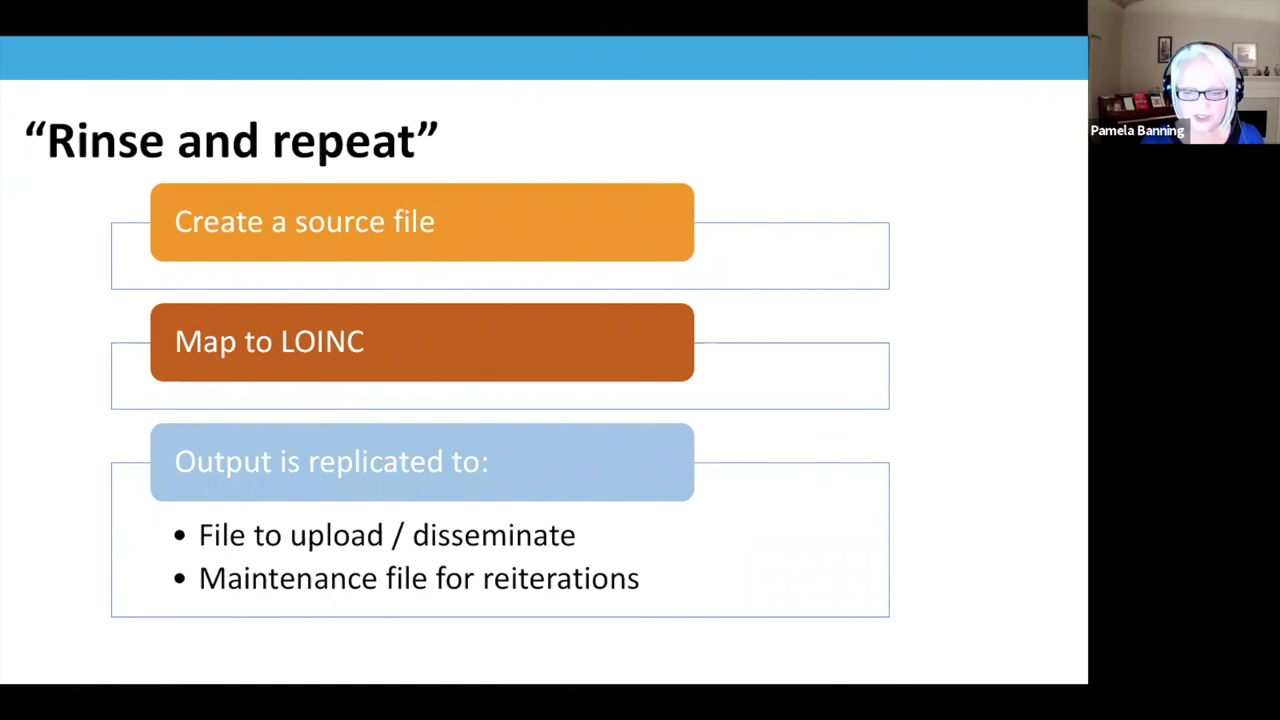 “Rinse and repeat”
Create a source file
Map to LOINC
Output is replicated to:
• File to upload / disseminate
• Maintenance file for reiterations
Pamela Banning